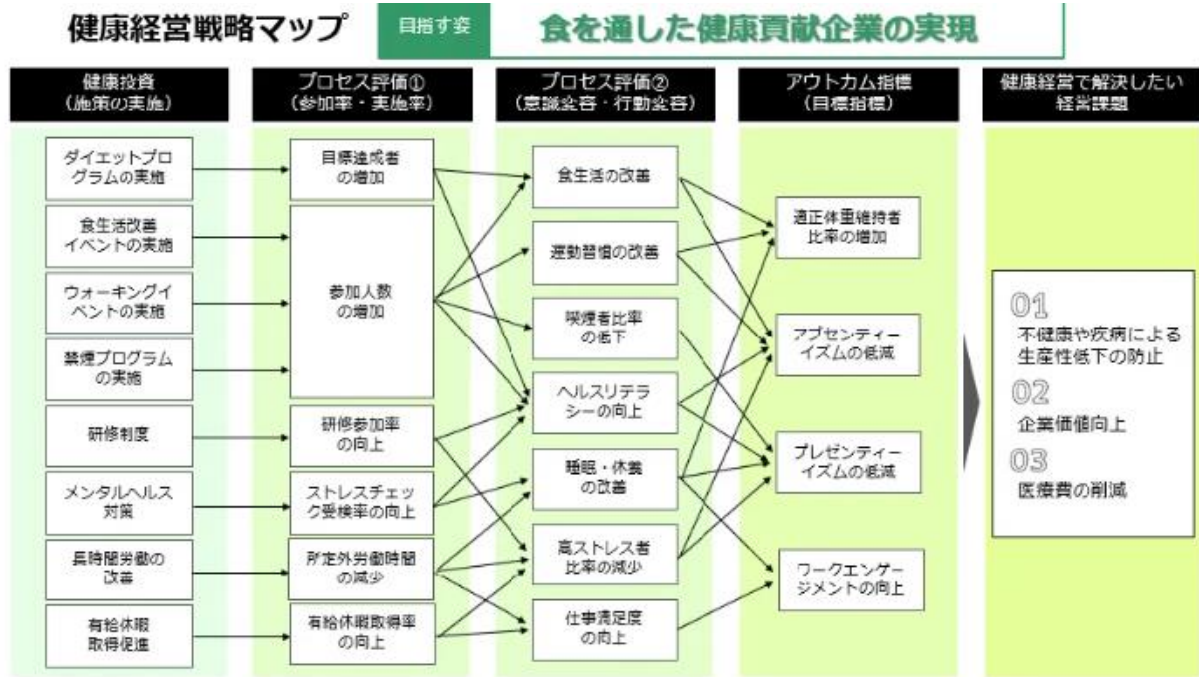 健康経営戦略マップ
目指す姿
食を通した健康貢献企業の実現
健康投資
(施策の実施)
プロセス評価①
(参加率・実施率)
プロセス評価②
(意識変容・行動変容)
アウトカム指標
(目標指標)
健康経営で解決したい
経営課題
ダイエットプロ
グラムの実施
食生活改善
イベントの実施
ウォーキングイ
ベントの実施
禁煙プログラム
の実施
研修制度
メンタルヘルス
対策
長時間労働の
改善
有給休暇
取得促進
目標達成者
の増加
参加人数
の増加
研修参加率
の向上
ストレスチェッ
ク受検率の向上
所定外労働時間
の減少
有給休暇取得率
の向上
食生活の改善
運動習慣の改善
喫煙者比率
の低下
ヘルスリテラ
シーの向上
睡眠・休養
の改善
高ストレス者
比率の減少
仕事満足度
の向上
適正体重維持者
比率の増加
アブセンティー
イズムの低減
プレゼンティー
イズムの低減
ワークエンゲー
ジメントの向上
01
不健康や疾病による
生産性低下の防止
02
企業価値向上
03
医療費の削減